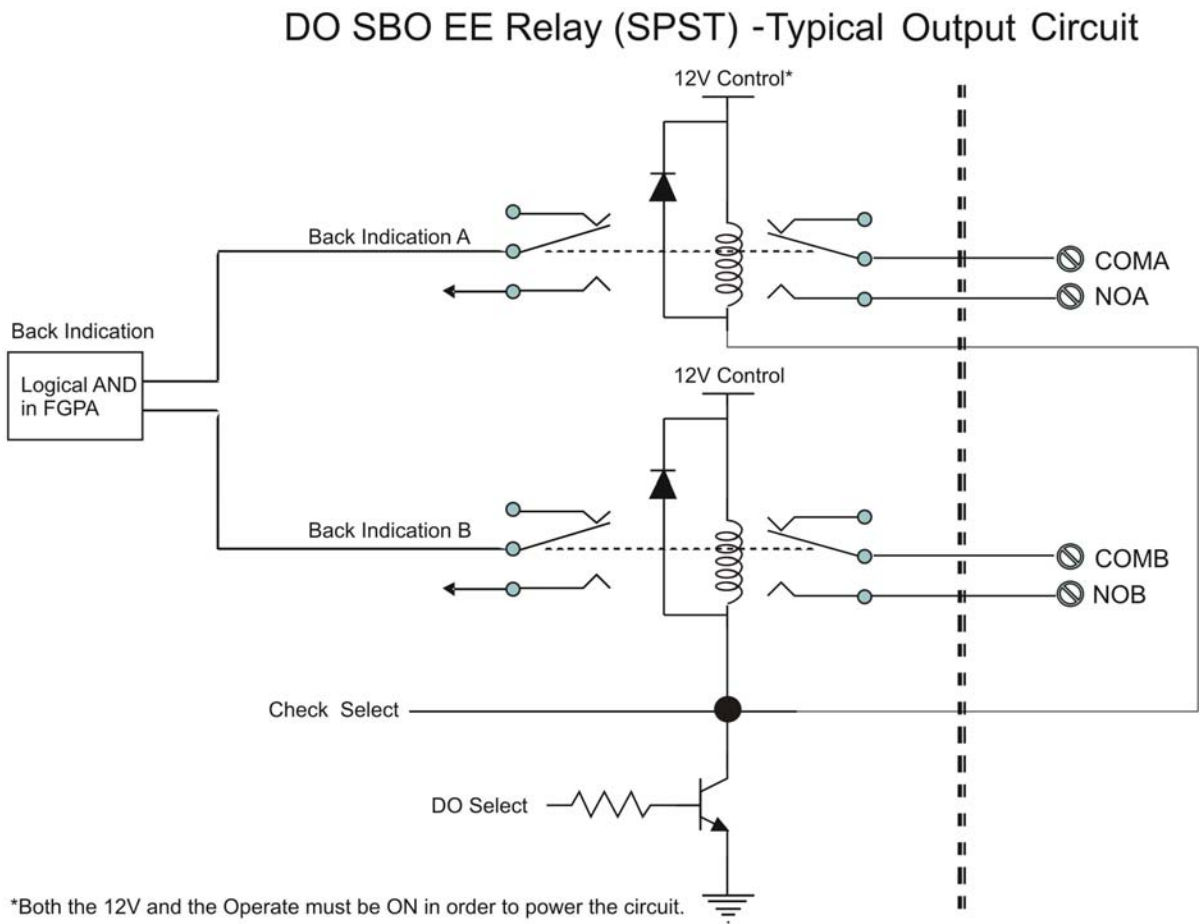 DO SBO EE Relay (SPST) -Typical Output Circuit
12V Control*
Back Indication A
COMA
NOA
Back Indication
Logical AND
in FGPA
12V Control
Back Indication B
COMB
NOB
Check Select
DO Select
*Both the 12V and the Operate must be ON in order to power the circuit.